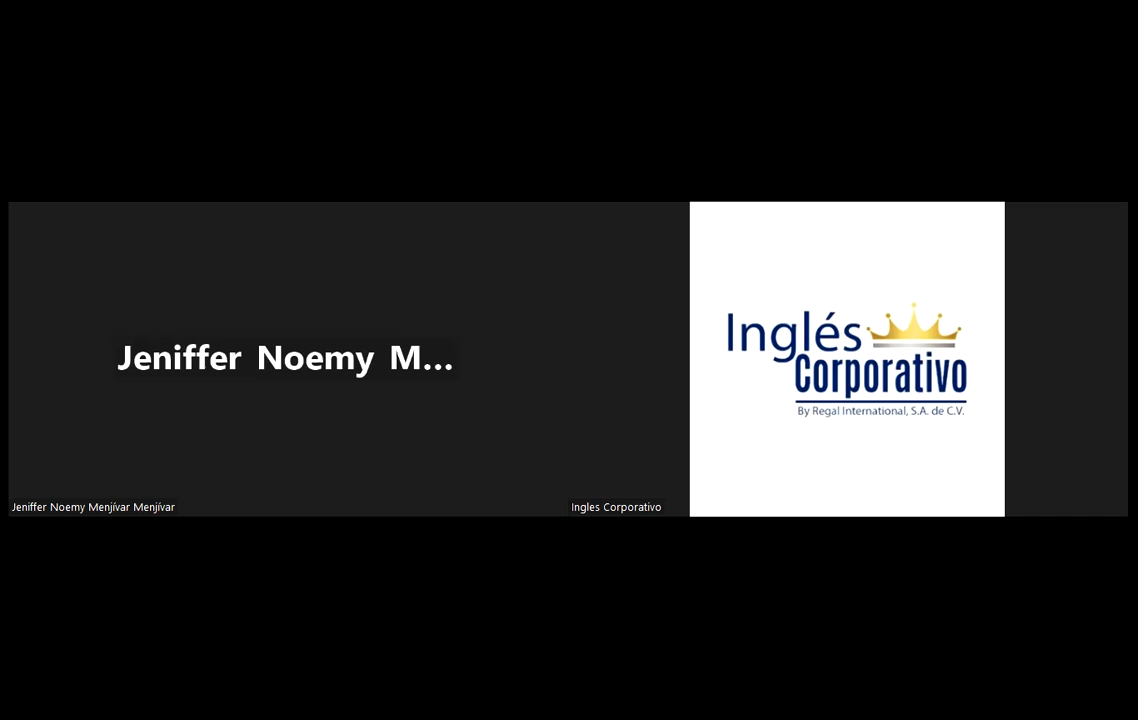 Jeniffer Noemy M...
Jeniffer Noemy Menjívar Menjívar
Inglés
Corporativo
By Regal International, S.A. de C.V.
Ingles Corporativo